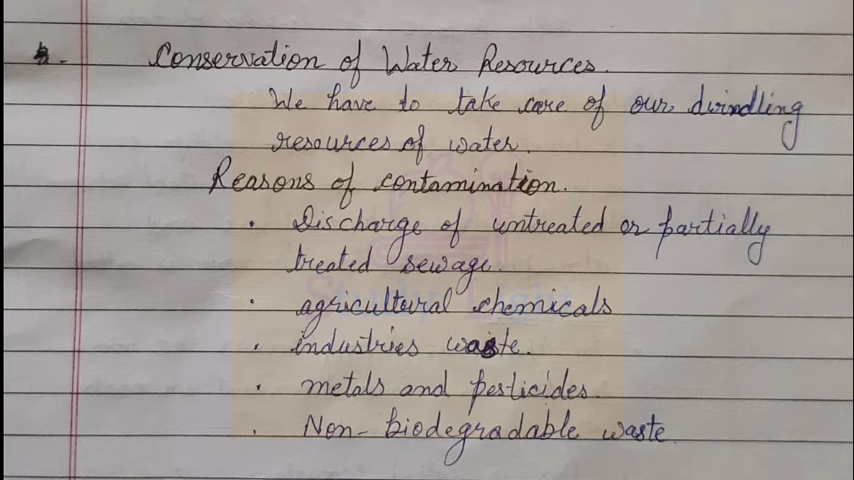 Conservation of Water Resources.
We have to take care of our dwindling
resources of water.
Reasons of contamination.
• Discharge of untreated or partially
treated sewage.
• agricultural chemicals
• industries waste.
• metals and pesticides.
• Non-biodegradable waste.